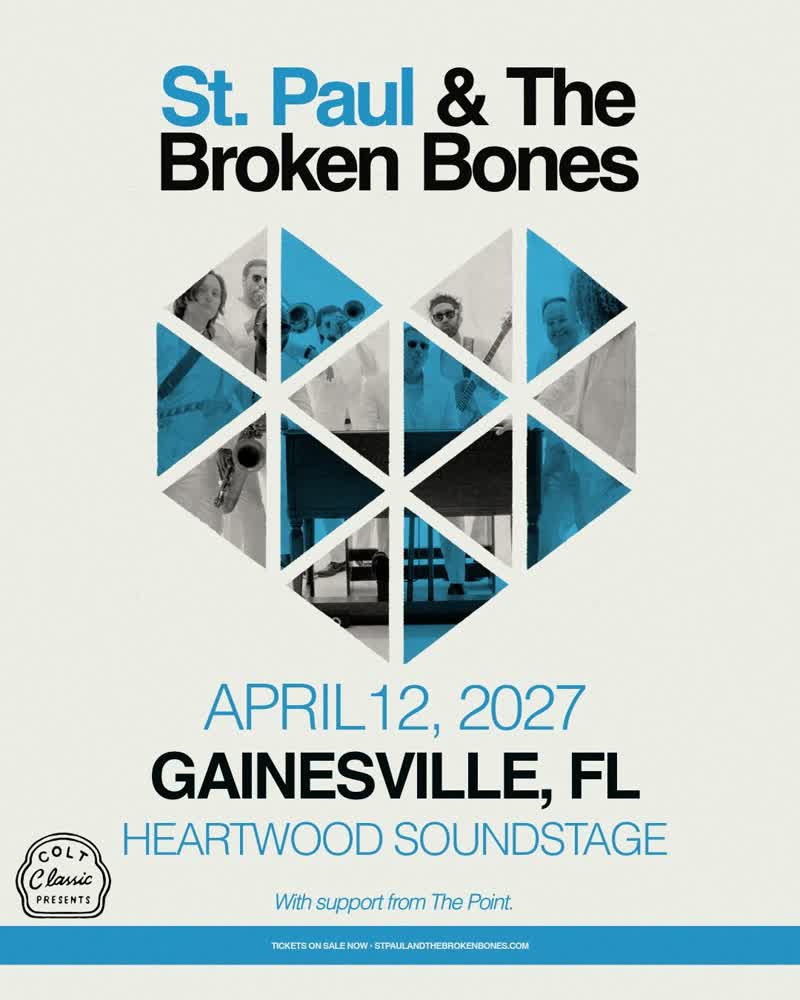 St. Paul & The
Broken Bones
APRIL 12, 2027
GAINESVILLE, FL
HEARTWOOD SOUNDSTAGE
COLT
Classic
PRESENTS
With support from The Point.
TICKETS ON SALE NOW · STPAULANDTHEBROKENBONES.COM